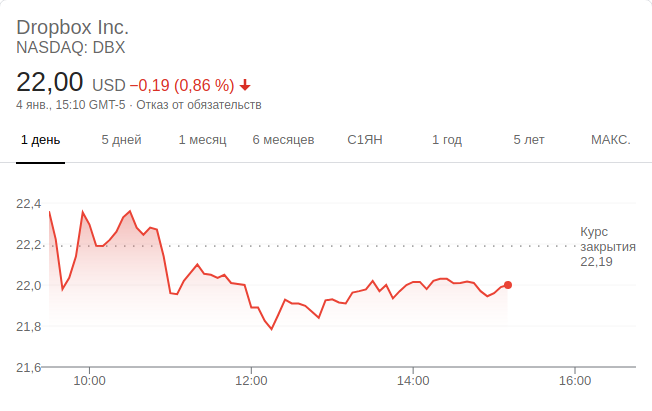 Dropbox Inc.
NASDAQ: DBX
22,00 USD −0,19 (0,86 %)
4 янв., 15:10 GMT-5 · Отказ от обязательств
1 день 5 дней 1 месяц 6 месяцев С1ЯН 1 год 5 лет МАКС.
22,4
Курс
закрытия
22,19
22,2
22,0
21,8
21,6
10:00 12:00 14:00 16:00